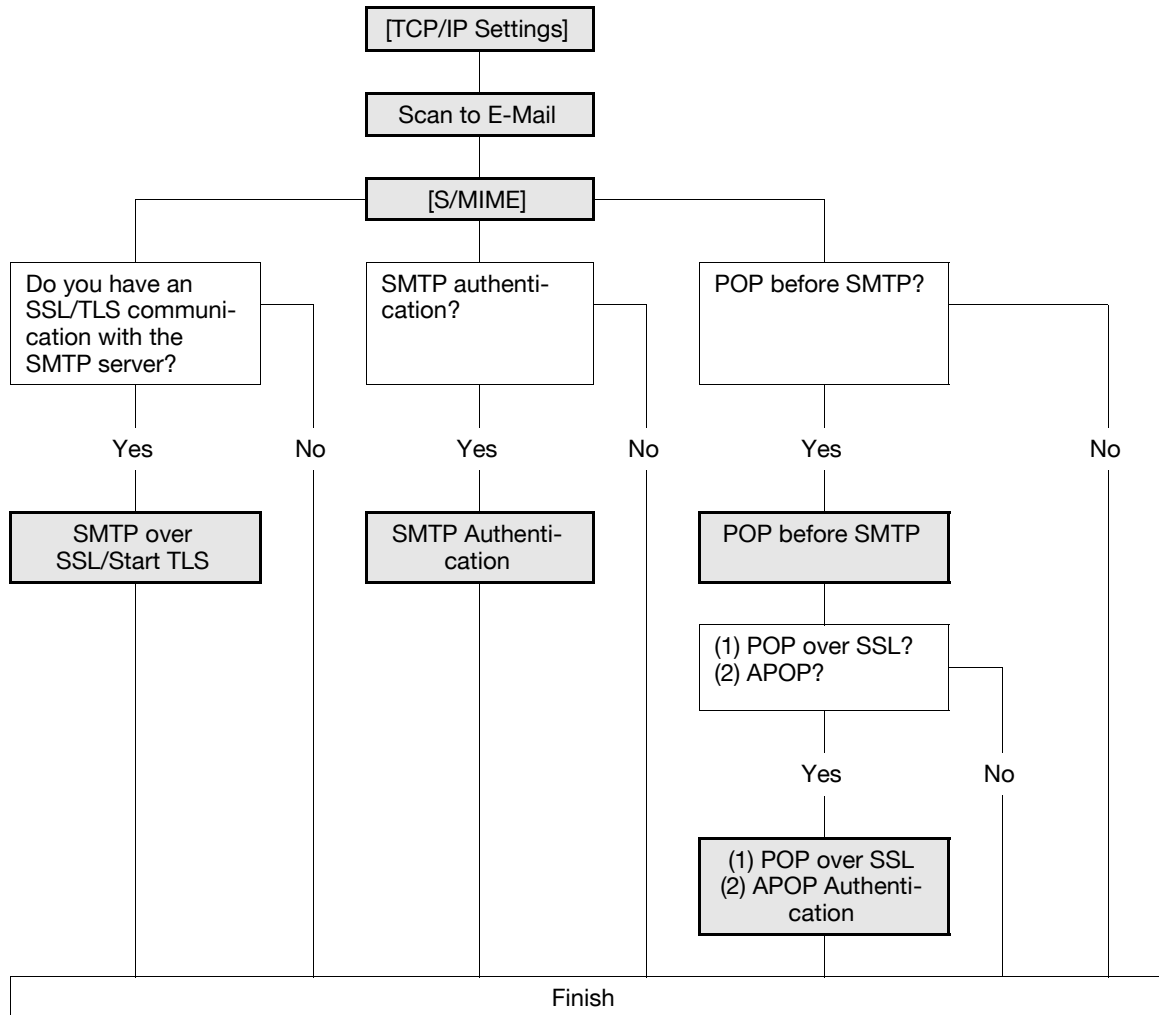 [TCP/IP Settings]
Scan to E-Mail
[S/MIME]
Do you have an
SSL/TLS communi-
cation with the
SMTP server?
SMTP authenti-
cation?
POP before SMTP?
Yes
No
Yes
No
Yes
No
SMTP over
SSL/Start TLS
SMTP Authenti-
cation
POP before SMTP
(1) POP over SSL?
(2) APOP?
Yes
No
(1) POP over SSL
(2) APOP Authenti-
cation
Finish